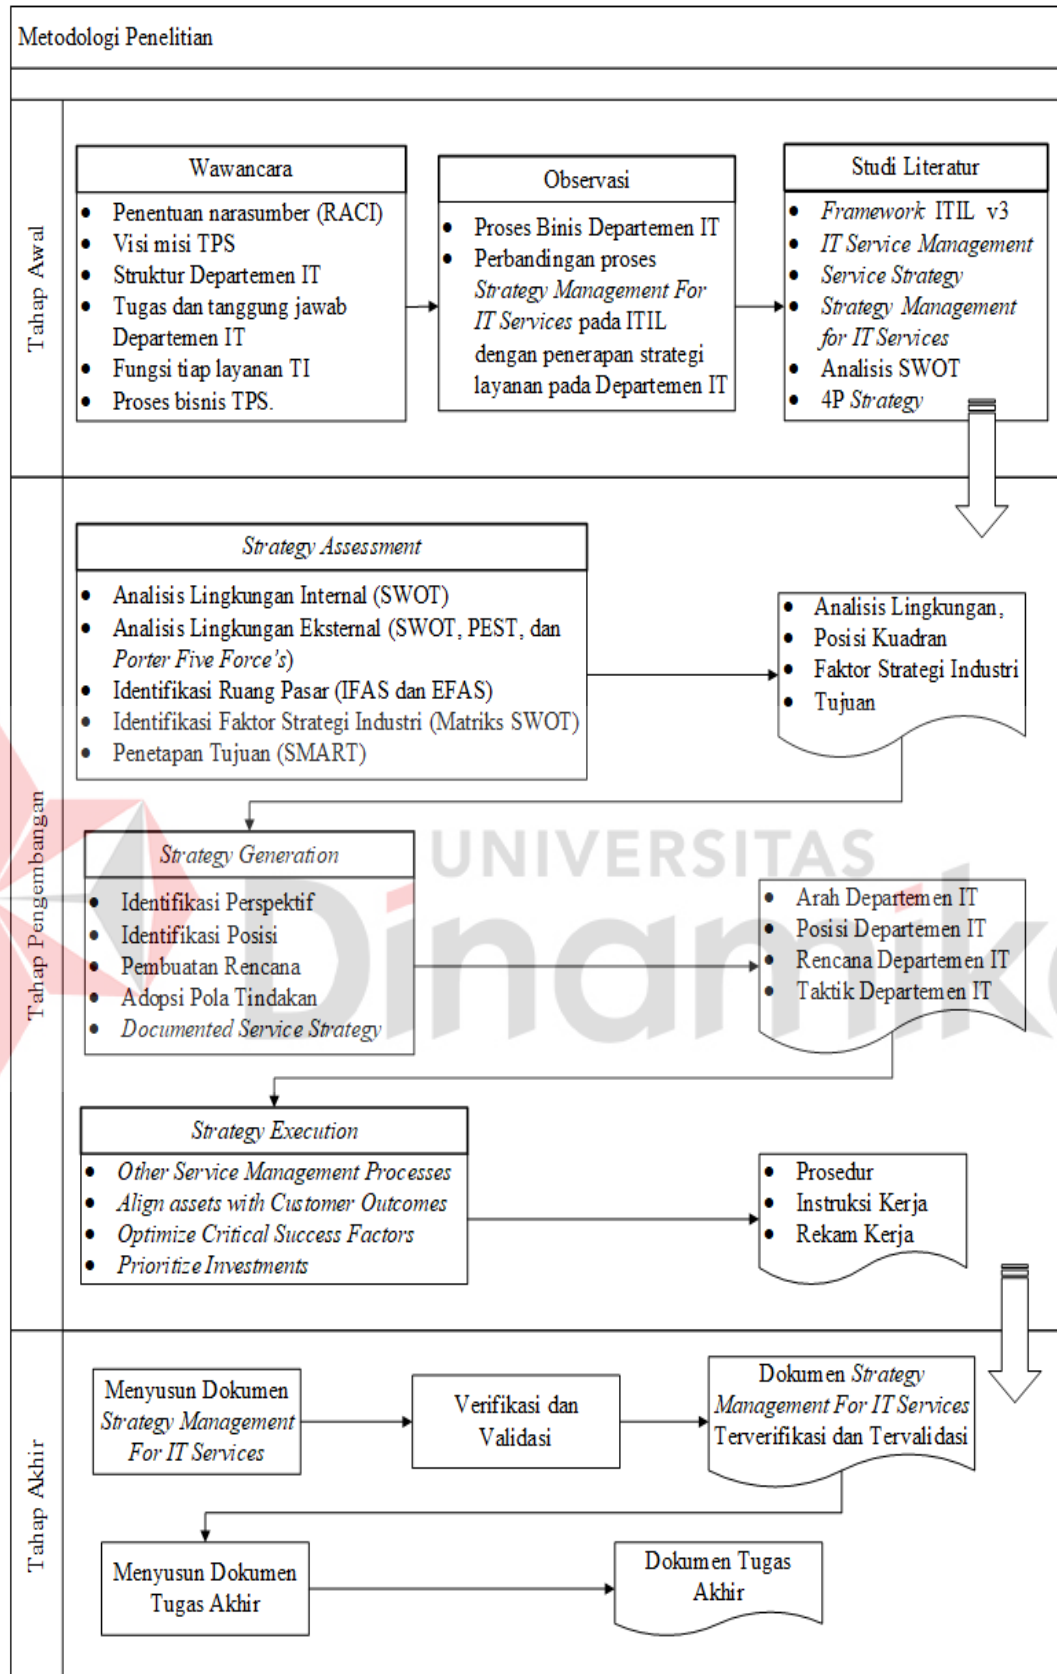 Metodologi Penelitian
Tahap Awal
Wawancara
• Penentuan narasumber (RACI)
• Visi misi TPS
• Struktur Departemen IT
• Tugas dan tanggung jawab
Departemen IT
• Fungsi tiap layanan TI
• Proses bisnis TPS.
Observasi
• Proses Binis Departemen IT
• Perbandingan proses
Strategy Management For
IT Services pada ITIL
dengan penerapan strategi
layanan pada Departemen IT
Studi Literatur
• Framework ITIL v3
• IT Service Management
• Service Strategy
• Strategy Management
for IT Services
• Analisis SWOT
• 4P Strategy
Tahap Pengembangan
Strategy Assessment
• Analisis Lingkungan Internal (SWOT)
• Analisis Lingkungan Eksternal (SWOT, PEST, dan
Porter Five Force's)
• Identifikasi Ruang Pasar (IFAS dan EFAS)
• Identifikasi Faktor Strategi Industri (Matriks SWOT)
• Penetapan Tujuan (SMART)
• Analisis Lingkungan,
• Posisi Kuadran
• Faktor Strategi Industri
• Tujuan
UNIVERSITAS
Dinamika
Strategy Generation
• Identifikasi Perspektif
• Identifikasi Posisi
• Pembuatan Rencana
• Adopsi Pola Tindakan
• Documented Service Strategy
• Arah Departemen IT
• Posisi Departemen IT
• Rencana Departemen IT
• Taktik Departemen IT
Strategy Execution
• Other Service Management Processes
• Align assets with Customer Outcomes
• Optimize Critical Success Factors
• Prioritize Investments
• Prosedur
• Instruksi Kerja
• Rekam Kerja
Tahap Akhir
Menyusun Dokumen
Strategy Management
For IT Services
Verifikasi dan
Validasi
Dokumen Strategy
Management For IT Services
Terverifikasi dan Tervalidasi
Menyusun Dokumen
Tugas Akhir
Dokumen Tugas
Akhir